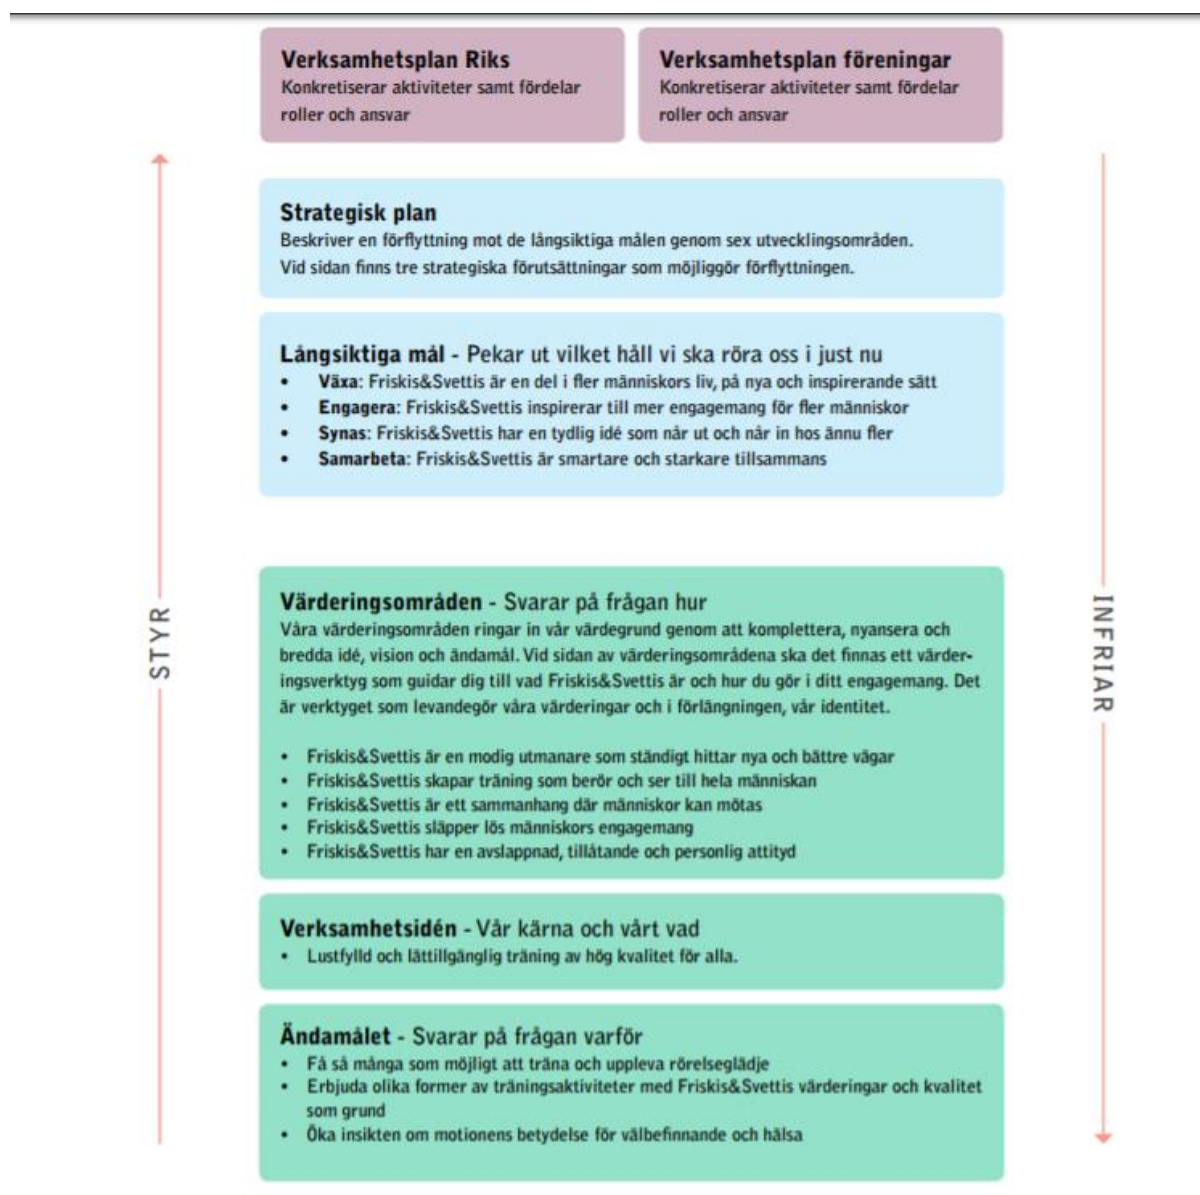 Verksamhetsplan Riks
Konkretiserar aktiviteter samt fördelar
roller och ansvar
Verksamhetsplan föreningar
Konkretiserar aktiviteter samt fördelar
roller och ansvar
Strategisk plan
Beskriver en förflyttning mot de långsiktiga målen genom sex utvecklingsområden.
Vid sidan finns tre strategiska förutsättningar som möjliggör förflyttningen.
Långsiktiga mål - Pekar ut vilket håll vi ska röra oss i just nu
• Växa: Friskis&Svettis är en del i fler människors liv, på nya och inspirerande sätt
• Engagera: Friskis&Svettis inspirerar till mer engagemang för fler människor
• Synas: Friskis&Svettis har en tydlig idé som når ut och når in hos ännu fler
• Samarbeta: Friskis&Svettis är smartare och starkare tillsammans
STYR
INFRIAR
Värderingsområden - Svarar på frågan hur
Våra värderingsområden ringar in vår värdegrund genom att komplettera, nyansera och
bredda idé, vision och ändamål. Vid sidan av värderingsområdena ska det finnas ett värder-
ingsverktyg som guidar dig till vad Friskis&Svettis är och hur du gör i ditt engagemang. Det
är verktyget som levandegör våra värderingar och i förlängningen, vår identitet.
• Friskis&Svettis är en modig utmanare som ständigt hittar nya och bättre vägar
• Friskis&Svettis skapar träning som berör och ser till hela människan
• Friskis&Svettis är ett sammanhang där människor kan mötas
• Friskis&Svettis släpper lös människors engagemang
• Friskis&Svettis har en avslappnad, tillåtande och personlig attityd
Verksamhetsidén - Vår kärna och vårt vad
• Lustfylld och lättillgänglig träning av hög kvalitet för alla.
Ändamålet - Svarar på frågan varför
• Få så många som möjligt att träna och uppleva rörelseglädje
• Erbjuda olika former av träningsaktiviteter med Friskis&Svettis värderingar och kvalitet
som grund
• Öka insikten om motionens betydelse för välbefinnande och hälsa